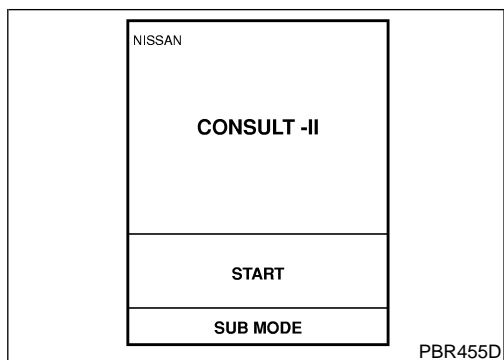 NISSAN
CONSULT -II
START
SUB MODE
PBR455D